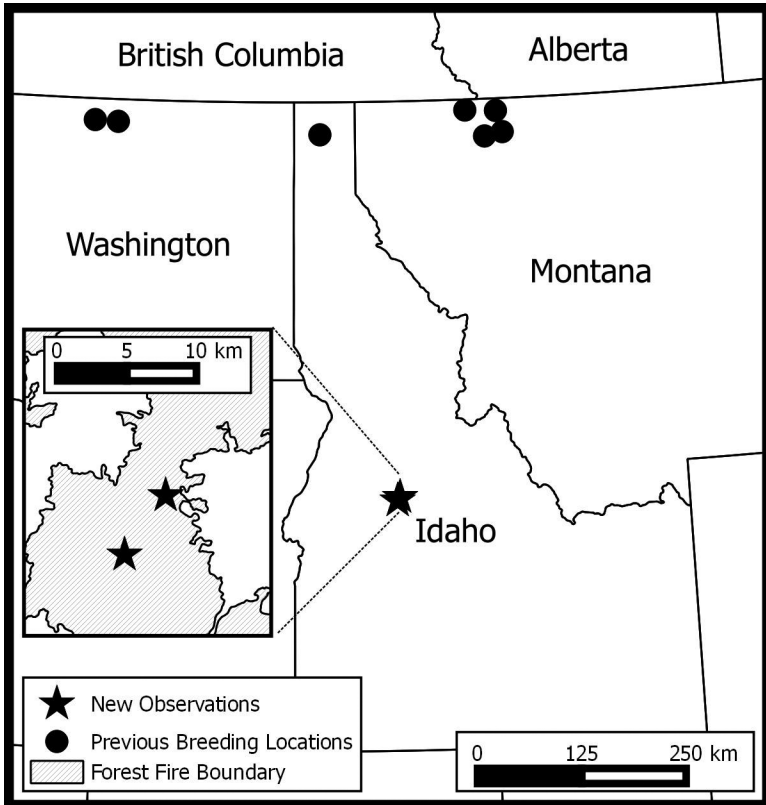 British Columbia
Alberta
Washington
Montana
0 5 10 km
Idaho
New Observations
Previous Breeding Locations
Forest Fire Boundary
0 125 250 km